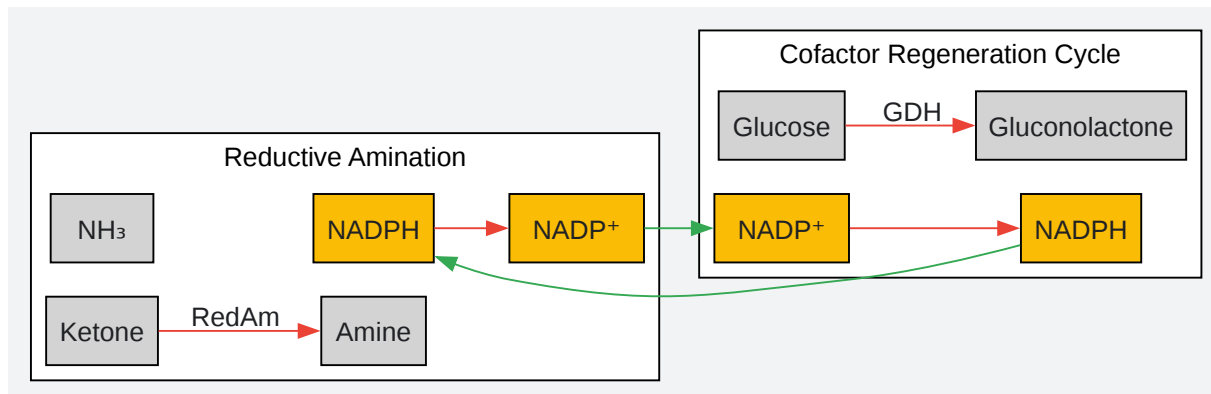 Cofactor Regeneration Cycle
Glucose
GDH
Gluconolactone
NADP⁺
NADPH
Reductive Amination
NH₃
NADPH
NADP⁺
Ketone
RedAm
Amine